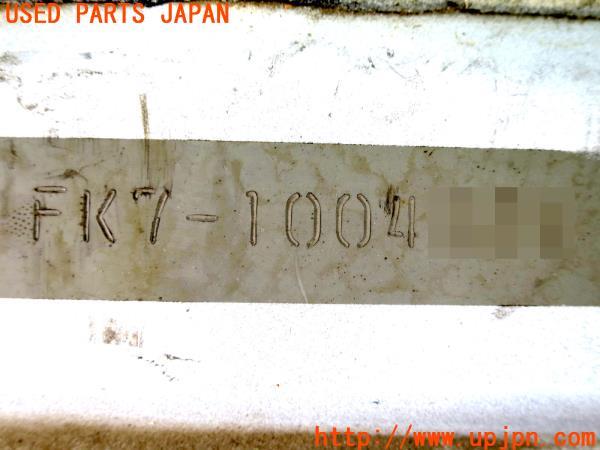 USED PARTS JAPAN
FK7-1004
http://www.upjpn.com